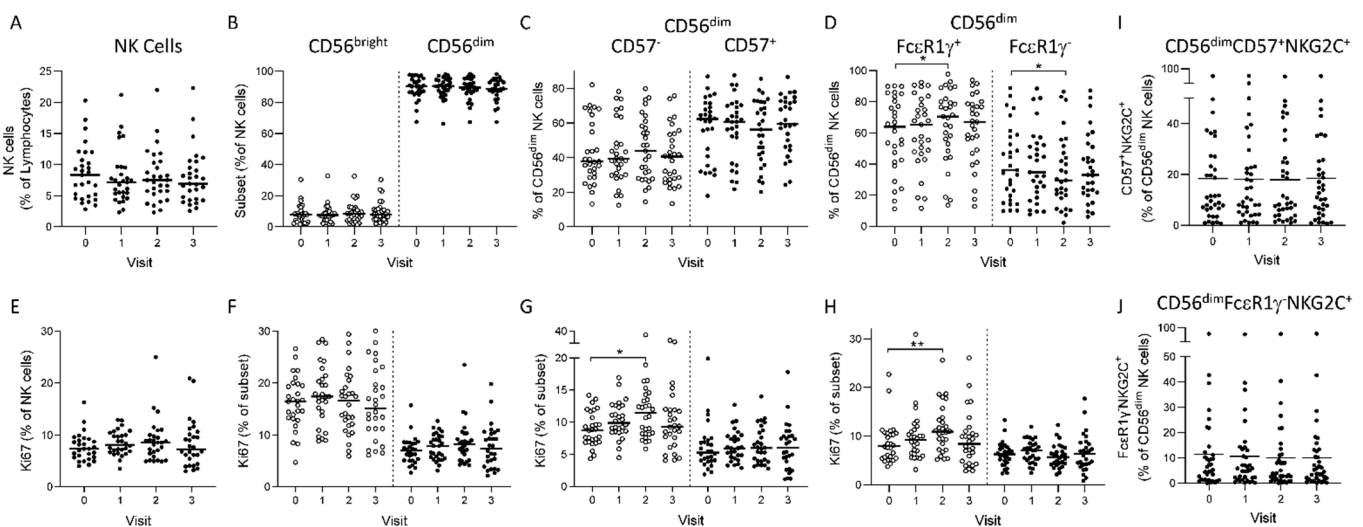 A
NK Cells
NK cells
(% of Lymphocytes)
25
20
15
10
5
0
0 1 2 3
Visit
B
CD56bright CD56dim
Subset (% of NK cells)
100
80
60
40
20
0
0 1 2 3 0 1 2 3
Visit
C
CD56dim
CD57- CD57+
% of CD56dim NK cells
80
60
40
20
0
0 1 2 3 0 1 2 3
Visit
D
CD56dim
FcεR1γ+ FcεR1γ-
% of CD56dim NK cells
100
80
60
40
20
0
* *
0 1 2 3 0 1 2 3
Visit
I
CD56dimCD57+NKG2C+
CD57+NKG2C+
(% of CD56dim NK cells)
100
80
60
40
20
0
0 1 2 3
Visit
E
Ki67 (% of NK cells)
30
20
10
0
0 1 2 3
Visit
F
Ki67 (% of subset)
30
20
10
0
0 1 2 3 0 1 2 3
Visit
G
Ki67 (% of subset)
40
30
20
15
10
5
0
*
0 1 2 3 0 1 2 3
Visit
H
Ki67 (% of subset)
30
20
10
0
**
0 1 2 3 0 1 2 3
Visit
J
CD56dimFcεR1γ-NKG2C+
FcεR1γ-NKG2C+
(% of CD56dim NK cells)
100
50
40
30
20
10
0
0 1 2 3
Visit